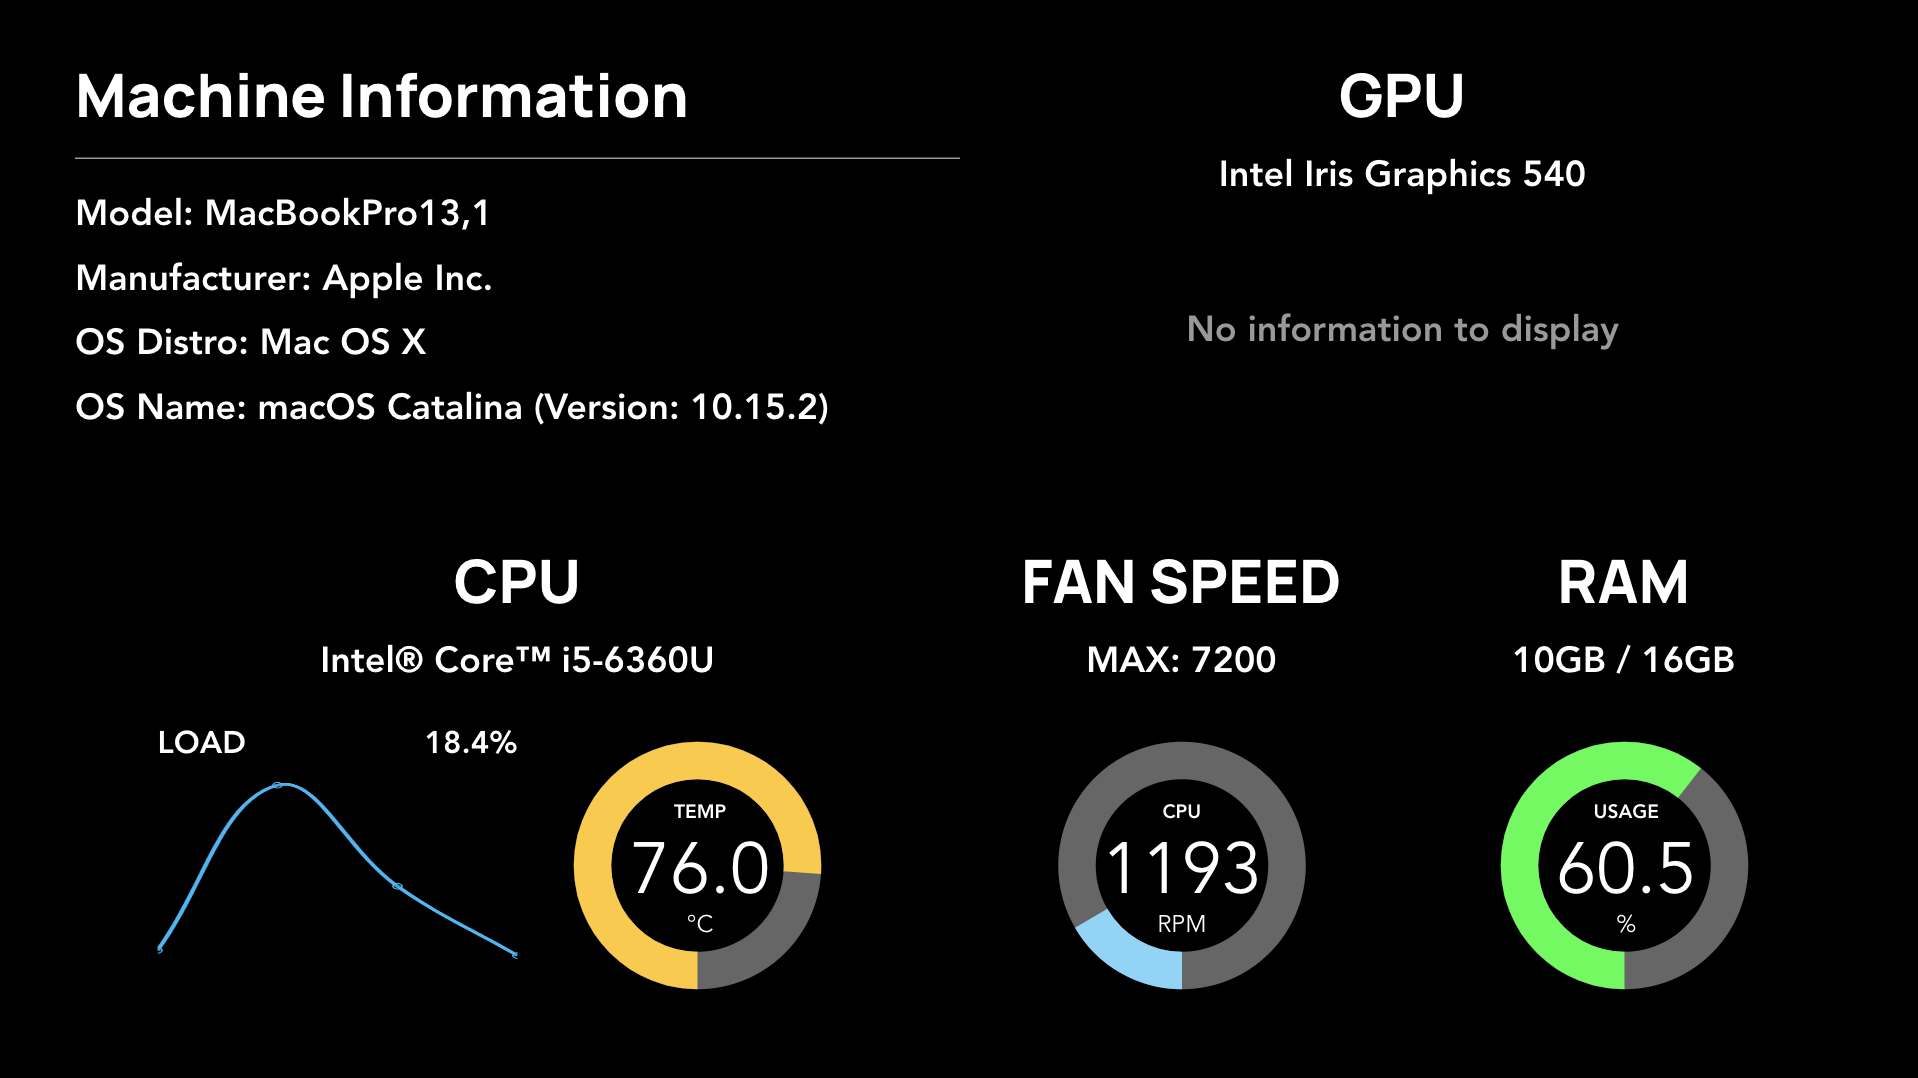 Machine Information
Model: MacBookPro13,1
Manufacturer: Apple Inc.
OS Distro: Mac OS X
OS Name: macOS Catalina (Version: 10.15.2)
GPU
Intel Iris Graphics 540
No information to display
CPU
Intel® Core™ i5-6360U
LOAD 18.4%
TEMP
76.0
°C
FAN SPEED
MAX: 7200
CPU
1193
RPM
RAM
10GB / 16GB
USAGE
60.5
%